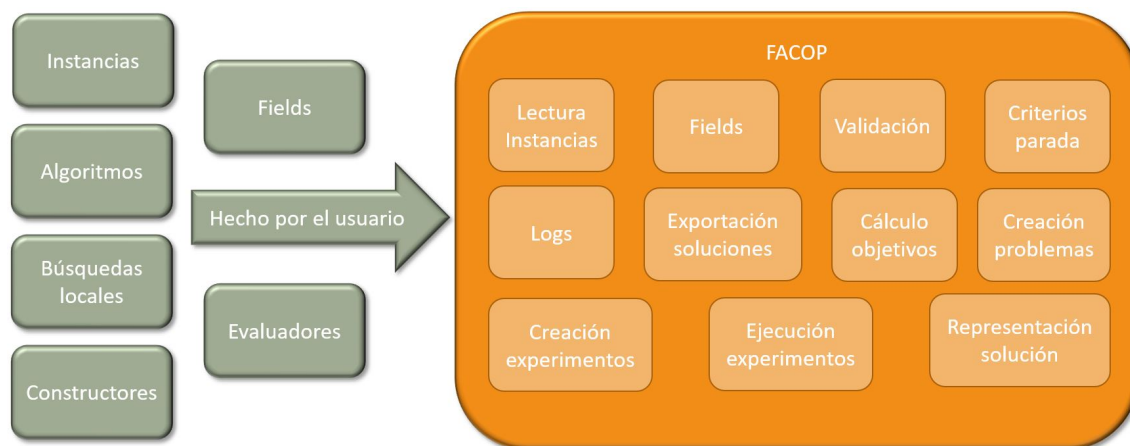 Instancias
Algoritmos
Búsquedas
locales
Constructores
Fields
Hecho por el usuario
Evaluadores
FACOP
Lectura
Instancias
Fields
Validación
Criterios
parada
Logs
Exportación
soluciones
Cálculo
objetivos
Creación
problemas
Creación
experimentos
Ejecución
experimentos
Representación
solución